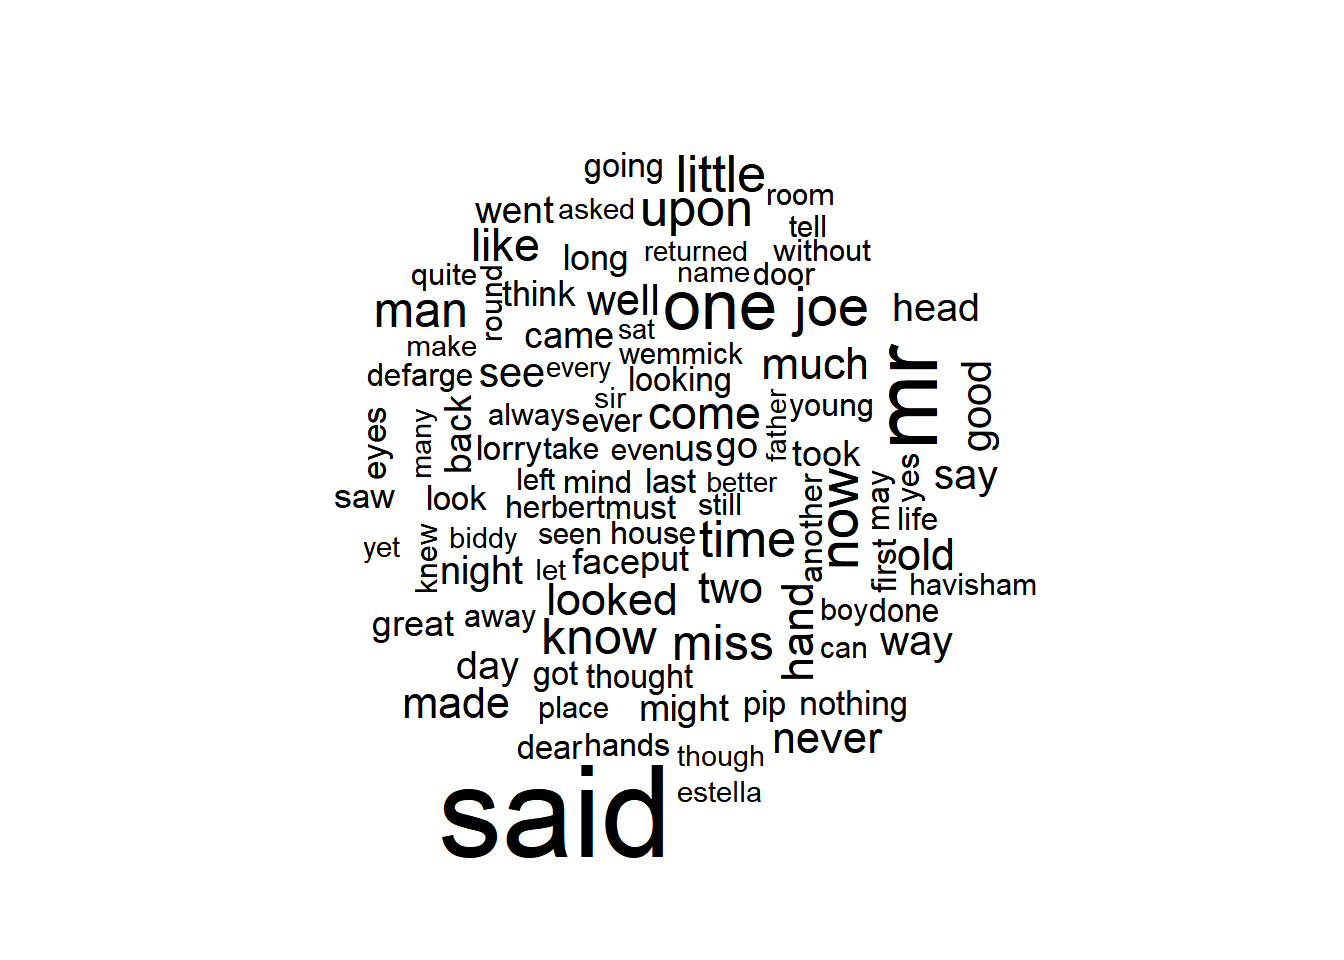 going little room
went asked upon tell
like long returned without
quite round think well name door
man came sat one joe head
make wemmick much mr good
defarge see every looking
eyes many back always sir ever come father young
lorry take even us go took
saw look left mind last better now may yes say
herbert must still another life
yet knew biddy seen house time first old
night let face put two hand havisham
great away looked boy done
know miss can way
day got thought
made place might pip nothing
dear hands though never
said estella